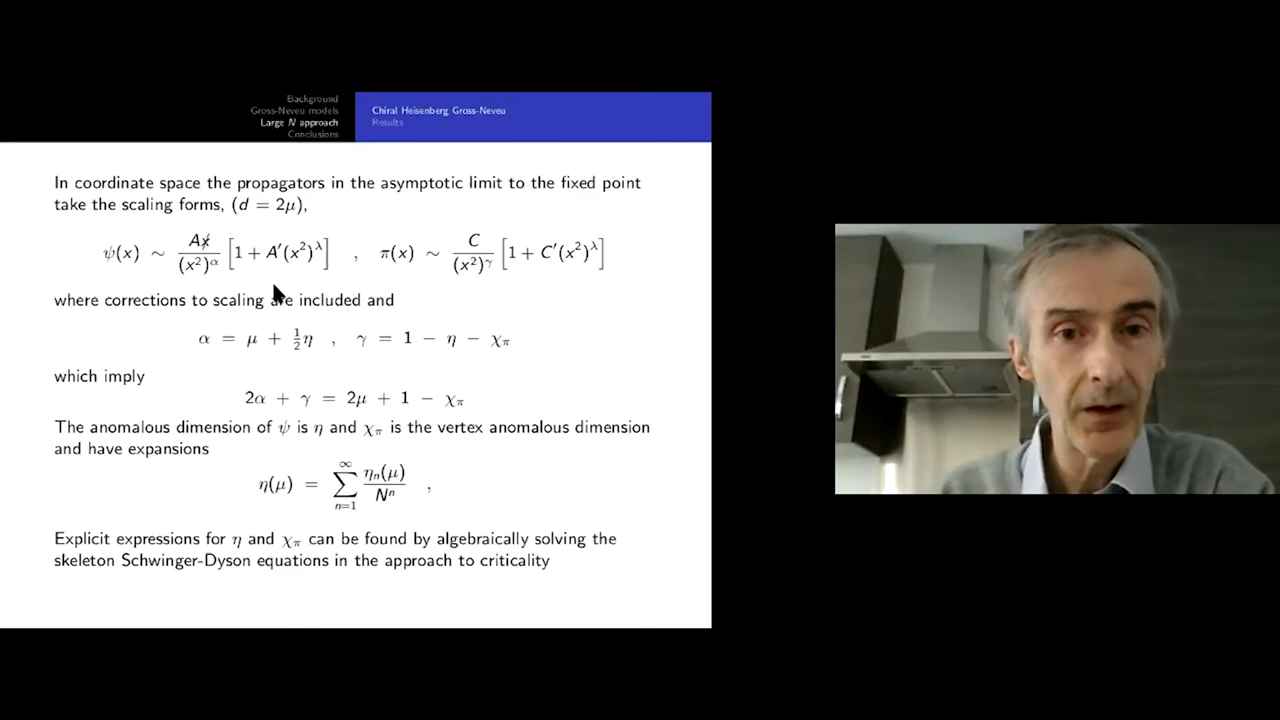 Background
Gross-Neveu models
Large N approach
Conclusions
Chiral Heisenberg Gross-Neveu
Results
In coordinate space the propagators in the asymptotic limit to the fixed point
take the scaling forms, (d = 2μ),
ψ(x) ~ Ax̸/(x²)^α [1 + A′(x²)^λ] , π(x) ~ C/(x²)^γ [1 + C′(x²)^λ]
where corrections to scaling are included and
α = μ + ½η , γ = 1 − η − χ_π
which imply
2α + γ = 2μ + 1 − χ_π
The anomalous dimension of ψ is η and χ_π is the vertex anomalous dimension
and have expansions
η(μ) = ∑_{n=1}^{∞} η_n(μ)/N^n ,
Explicit expressions for η and χ_π can be found by algebraically solving the
skeleton Schwinger-Dyson equations in the approach to criticality